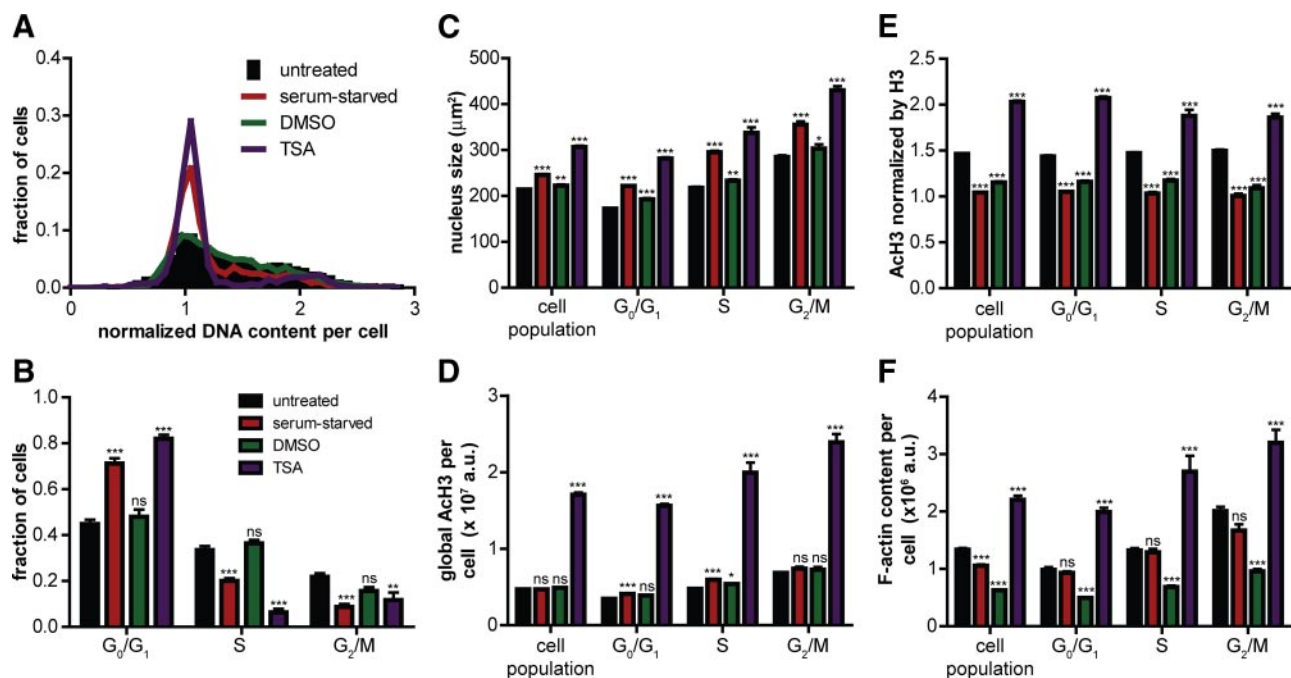 A
0.4
0.3
0.2
0.1
0.0
fraction of cells
0 1 2 3
normalized DNA content per cell
untreated
serum-starved
DMSO
TSA
B
1.0
0.8
0.6
0.4
0.2
0.0
fraction of cells
untreated
serum-starved
DMSO
TSA
*** ns ***
*** ns ***
*** ns **
G₀/G₁ S G₂/M
C
500
400
300
200
100
0
nucleus size (μm²)
*** ** ***
*** *** ***
*** ** ***
*** * ***
cell
population
G₀/G₁ S G₂/M
D
3
2
1
0
global AcH3 per
cell (x 10⁷ a.u.)
ns ns ***
*** ns ***
*** * ***
ns ns ***
cell
population
G₀/G₁ S G₂/M
E
2.5
2.0
1.5
1.0
0.5
0.0
AcH3 normalized by H3
*** *** ***
*** *** ***
*** *** ***
*** *** ***
cell
population
G₀/G₁ S G₂/M
F
4
3
2
1
0
F-actin content per
cell (x10⁶ a.u.)
*** *** ***
ns *** ***
ns *** ***
ns *** ***
cell
population
G₀/G₁ S G₂/M